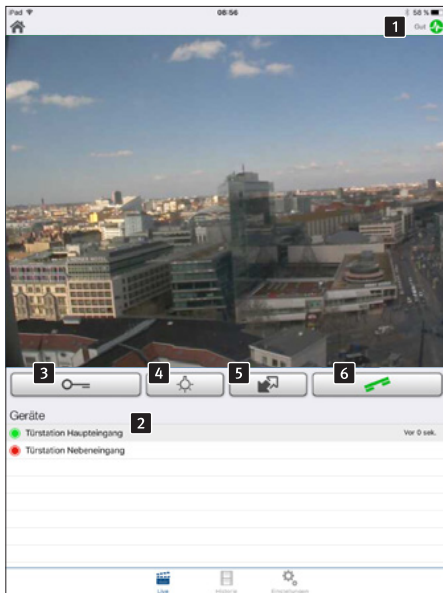 iPad 08:56 58 %
1 Gut
3 4 5 6
Geräte
2
Türstation Haupteingang Vor 0 sek.
Türstation Nebeneingang
Live Historie Einstellungen